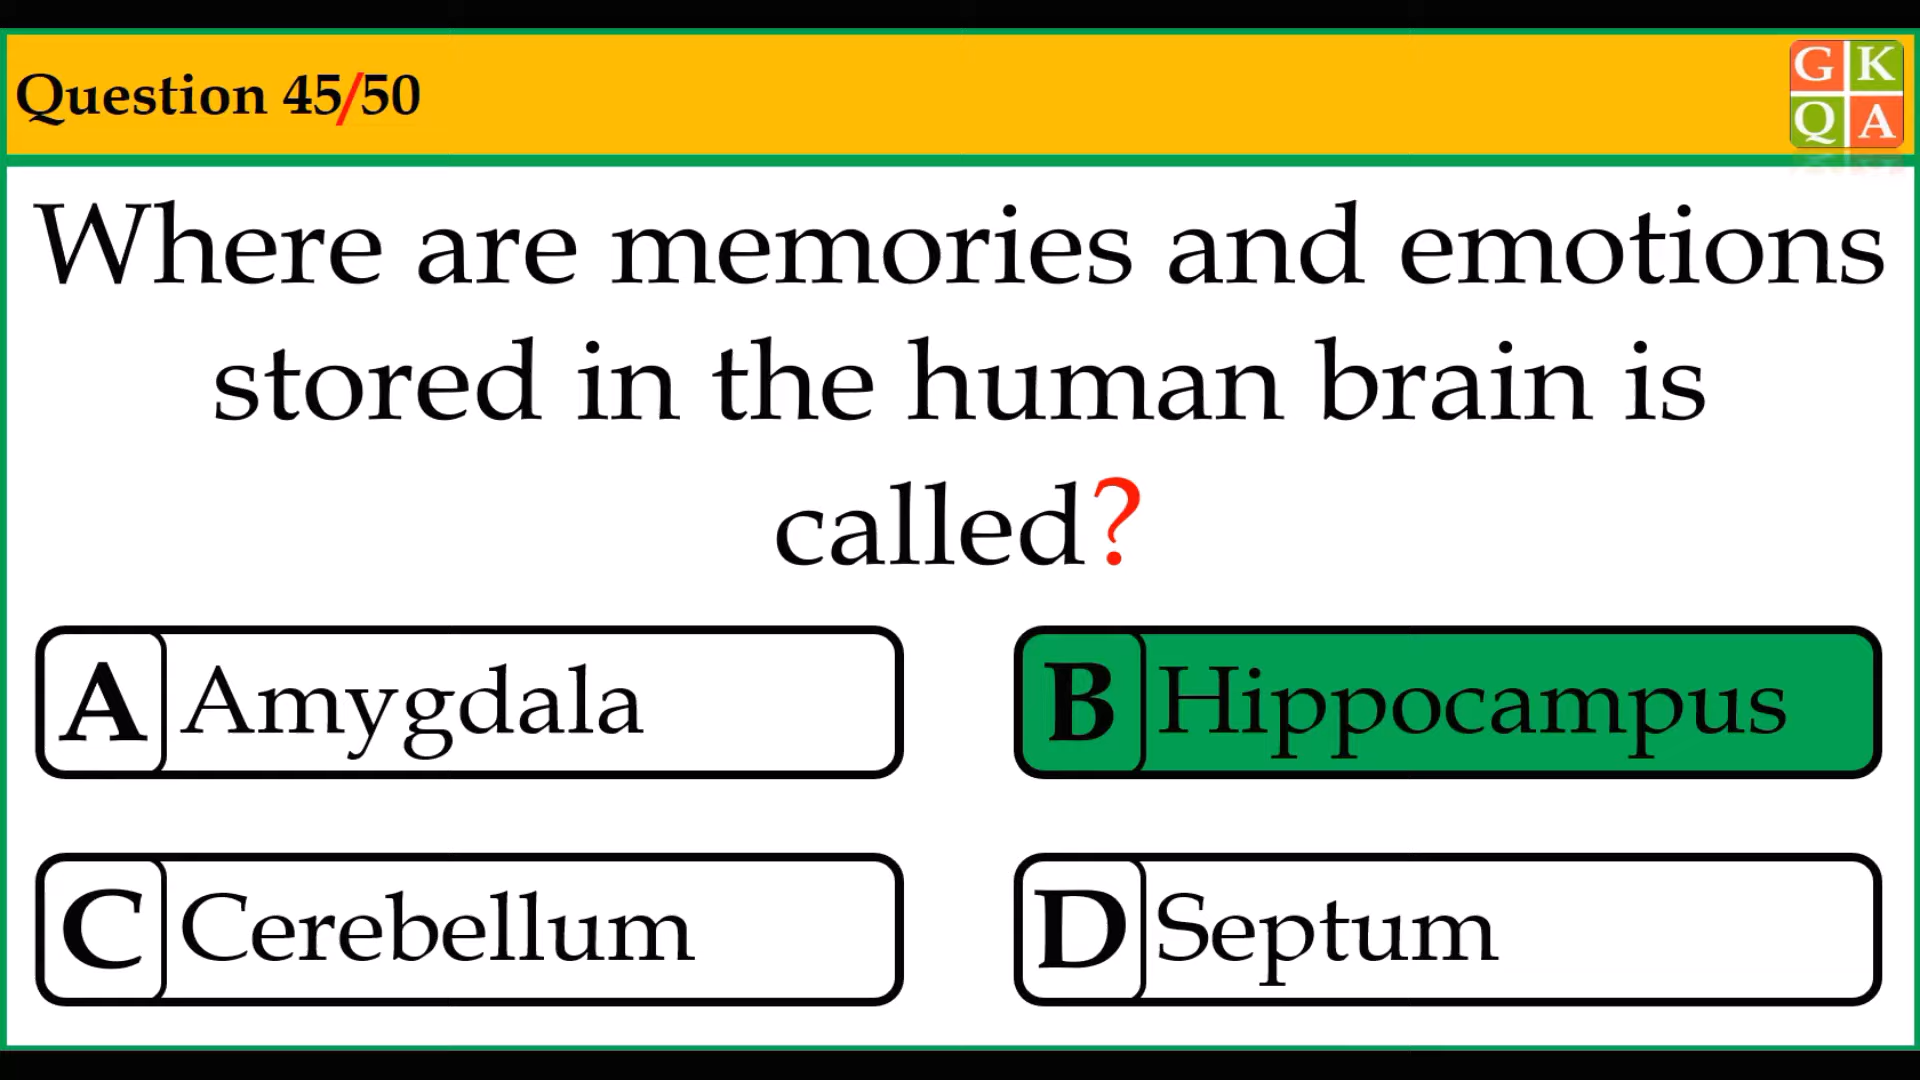 Question 45/50
G K
Q A
Where are memories and emotions
stored in the human brain is
called?
A Amygdala
B Hippocampus
C Cerebellum
D Septum